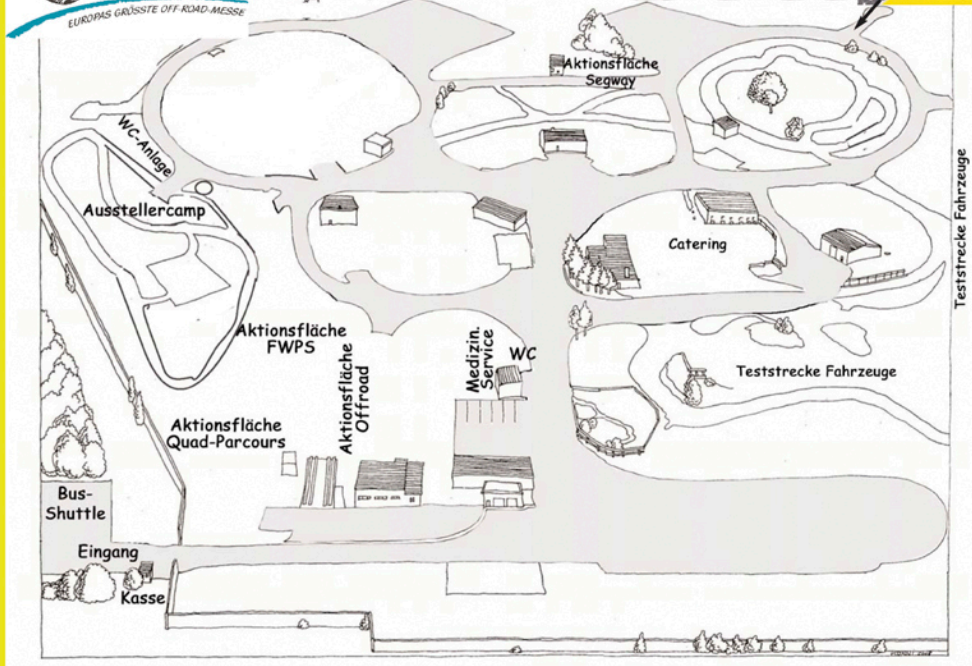 EUROPAS GRÖSSTE OFF-ROAD-MESSE
Aktionsfläche
Segway
WC-Anlage
Ausstellercamp
Catering
Teststrecke Fahrzeuge
Aktionsfläche
FWPS
Aktionsfläche
Offroad
Medizin.
Service
WC
Teststrecke Fahrzeuge
Aktionsfläche
Quad-Parcours
Bus-
Shuttle
Eingang
Kasse